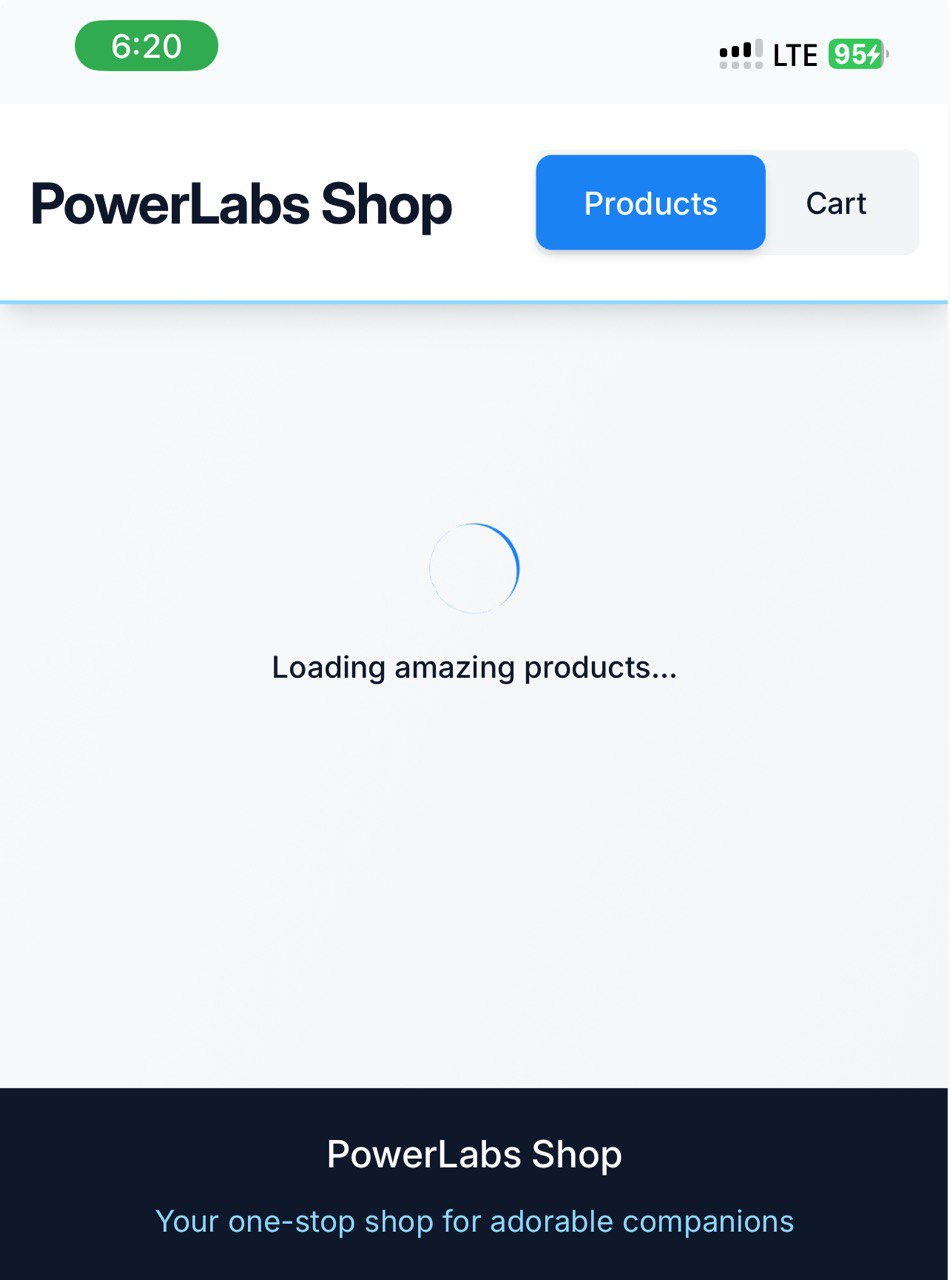 6:20
LTE 95
PowerLabs Shop
Products Cart
Loading amazing products...
PowerLabs Shop
Your one-stop shop for adorable companions